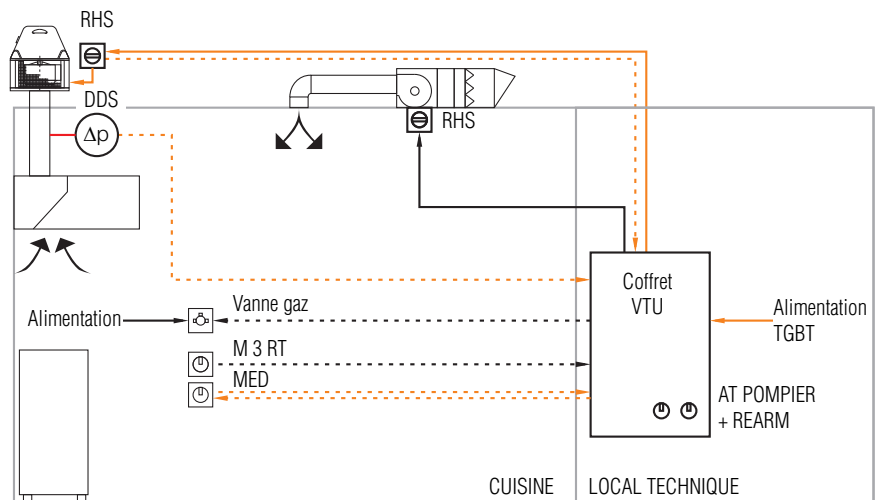 RHS
DDS
Δp
RHS
Coffret
VTU
Vanne gaz
Alimentation
Alimentation
TGBT
M 3 RT
MED
AT POMPIER
+ REARM
CUISINE
LOCAL TECHNIQUE